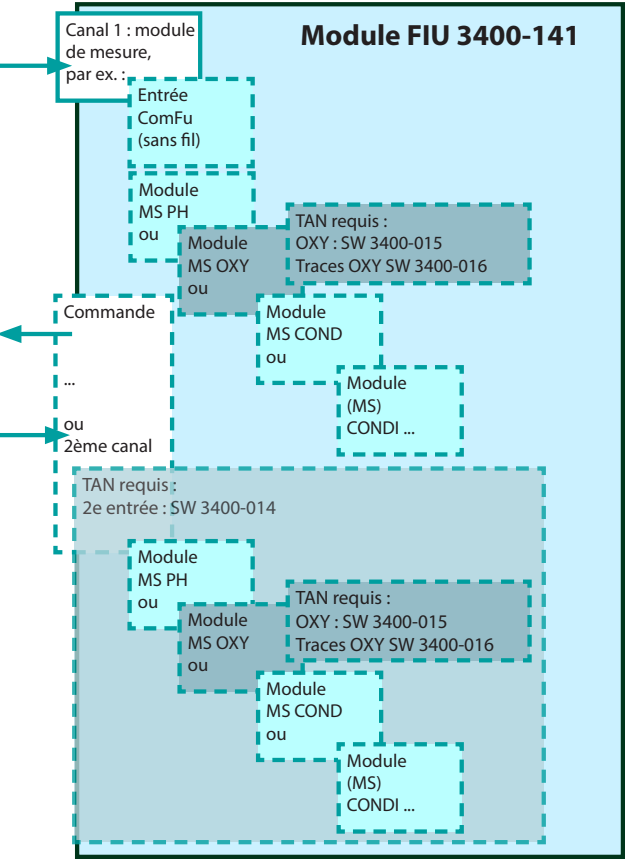 Module FIU 3400-141
Canal 1 : module
de mesure,
par ex. :
Entrée
ComFu
(sans fil)
Module
MS PH
ou
Module
MS OXY
ou
TAN requis :
OXY : SW 3400-015
Traces OXY SW 3400-016
Module
MS COND
ou
Module
(MS)
CONDI ...
Commande
...
ou
2ème canal
TAN requis :
2e entrée : SW 3400-014
Module
MS PH
ou
Module
MS OXY
ou
TAN requis :
OXY : SW 3400-015
Traces OXY SW 3400-016
Module
MS COND
ou
Module
(MS)
CONDI ...